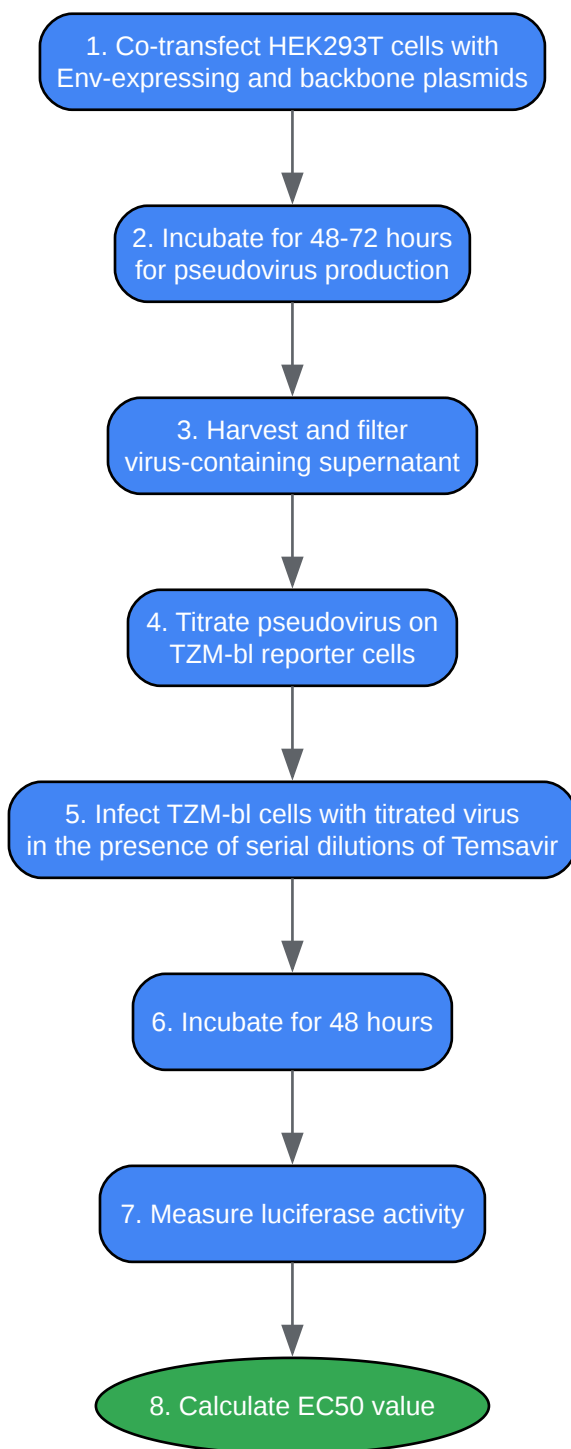 1. Co-transfect HEK293T cells with
Env-expressing and backbone plasmids
2. Incubate for 48-72 hours
for pseudovirus production
3. Harvest and filter
virus-containing supernatant
4. Titrate pseudovirus on
TZM-bl reporter cells
5. Infect TZM-bl cells with titrated virus
in the presence of serial dilutions of Temsavir
6. Incubate for 48 hours
7. Measure luciferase activity
8. Calculate EC50 value